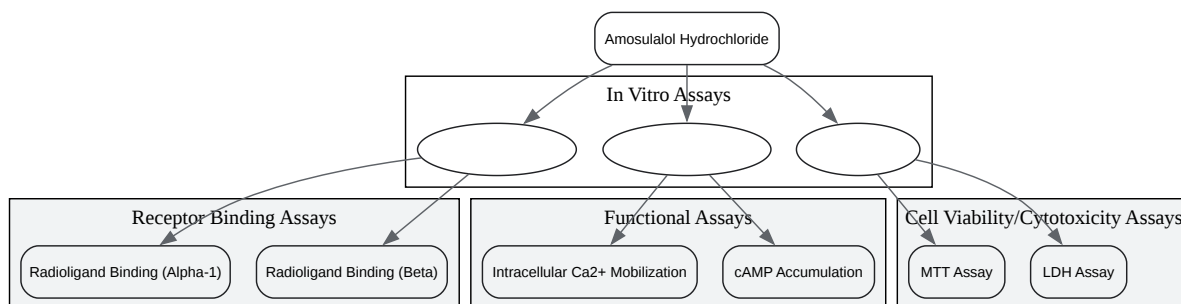 Amosulalol Hydrochloride
In Vitro Assays
Receptor Binding Assays
Functional Assays
Cell Viability/Cytotoxicity Assays
Radioligand Binding (Alpha-1)
Radioligand Binding (Beta)
Intracellular Ca2+ Mobilization
cAMP Accumulation
MTT Assay
LDH Assay